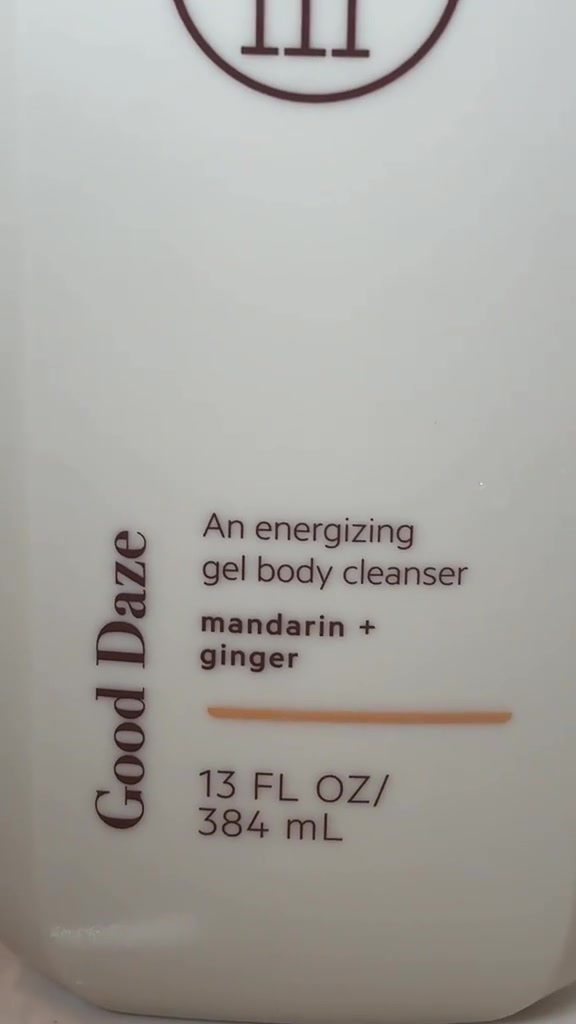 An energizing
gel body cleanser
mandarin +
ginger
Good Daze
13 FL OZ/
384 mL